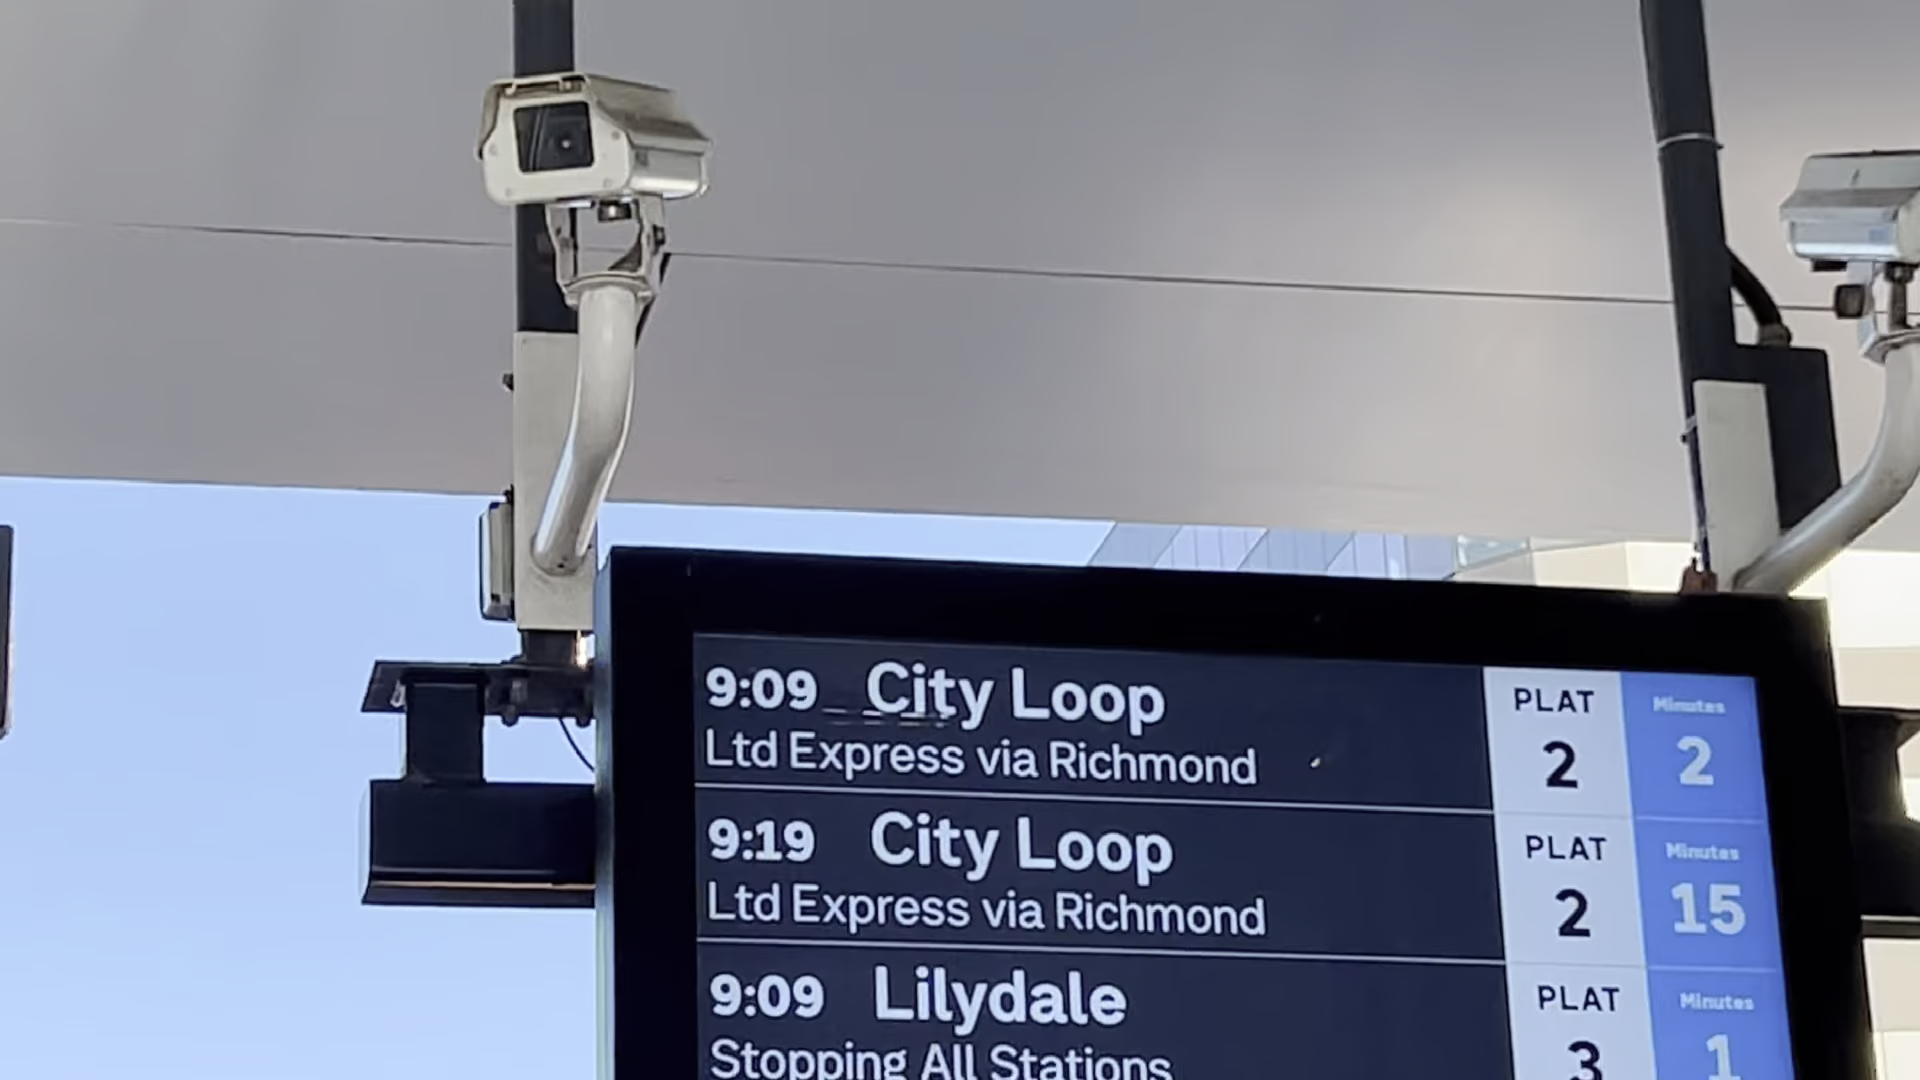 9:09 City Loop PLAT Minutes
Ltd Express via Richmond 2 2
9:19 City Loop PLAT Minutes
Ltd Express via Richmond 2 15
9:09 Lilydale PLAT Minutes
Stopping All Stations 3 1